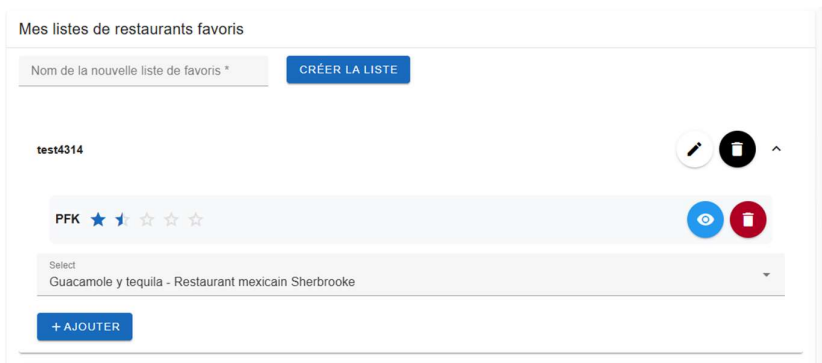 Mes listes de restaurants favoris
Nom de la nouvelle liste de favoris *
CRÉER LA LISTE
test4314
PFK
Select
Guacamole y tequila - Restaurant mexicain Sherbrooke
+ AJOUTER